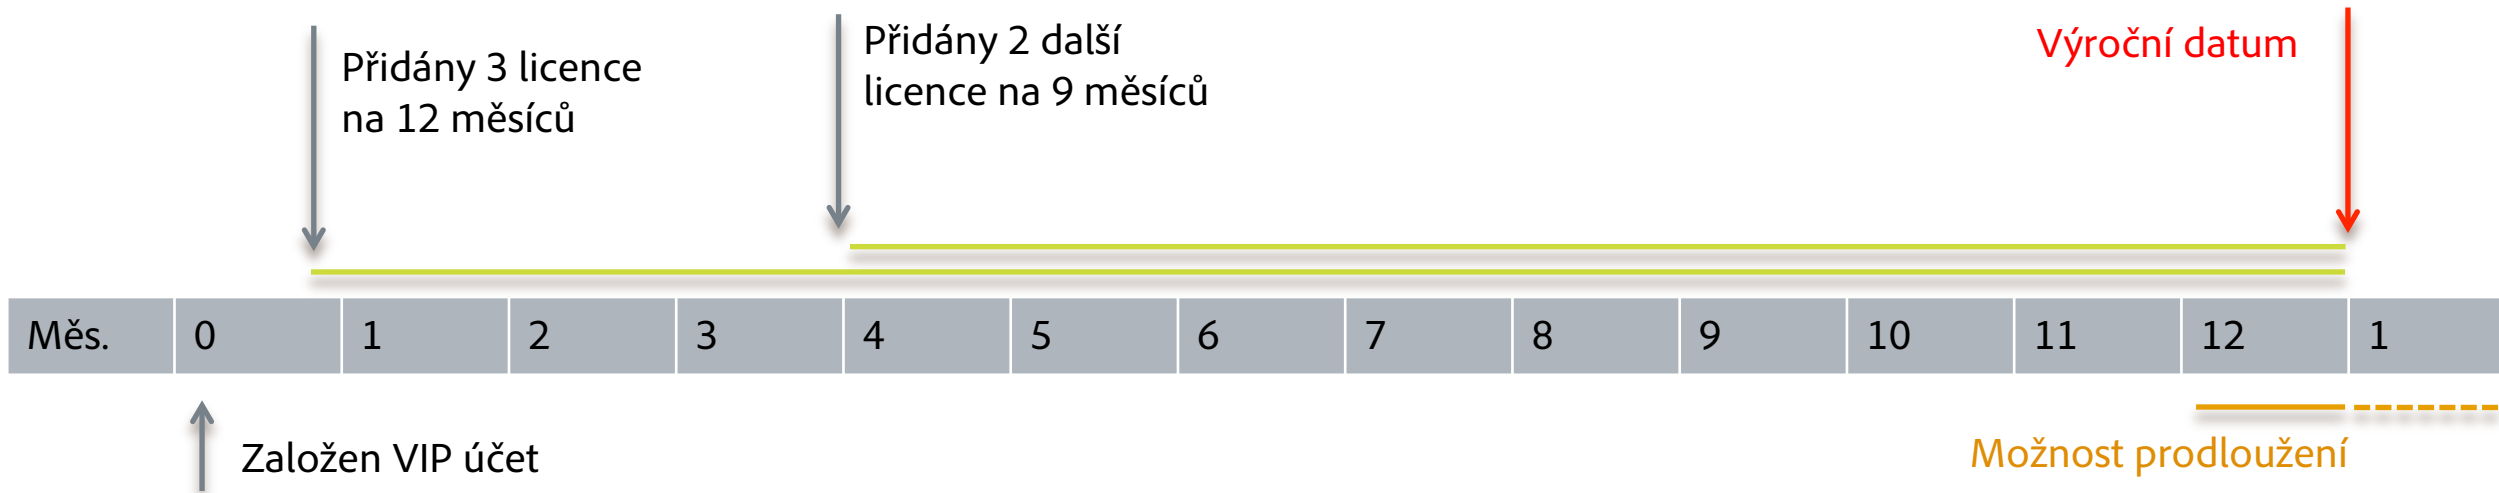 Přidány 3 licence
na 12 měsíců
Přidány 2 další
licence na 9 měsíců
Výroční datum
Měs. 0 1 2 3 4 5 6 7 8 9 10 11 12 1
Založen VIP účet
Možnost prodloužení